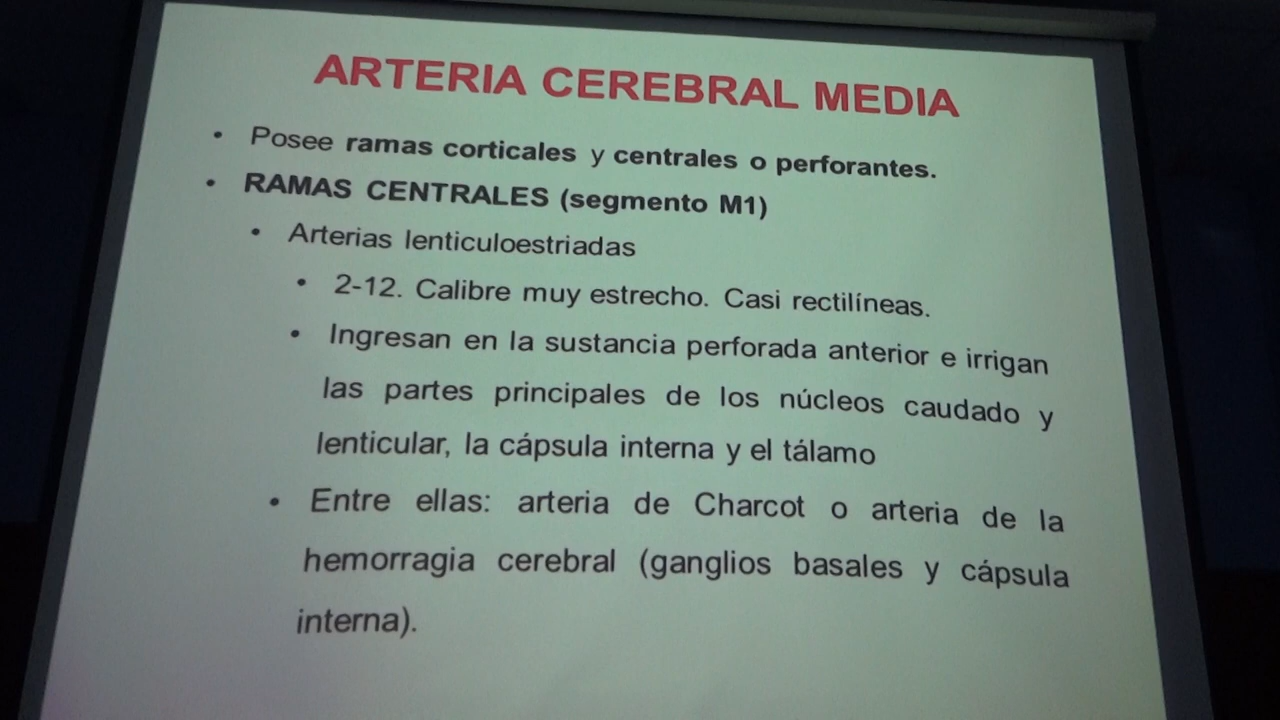 ARTERIA CEREBRAL MEDIA
• Posee ramas corticales y centrales o perforantes.
• RAMAS CENTRALES (segmento M1)
• Arterias lenticuloestriadas
• 2-12. Calibre muy estrecho. Casi rectilíneas.
• Ingresan en la sustancia perforada anterior e irrigan
las partes principales de los núcleos caudado y
lenticular, la cápsula interna y el tálamo
• Entre ellas: arteria de Charcot o arteria de la
hemorragia cerebral (ganglios basales y cápsula
interna).